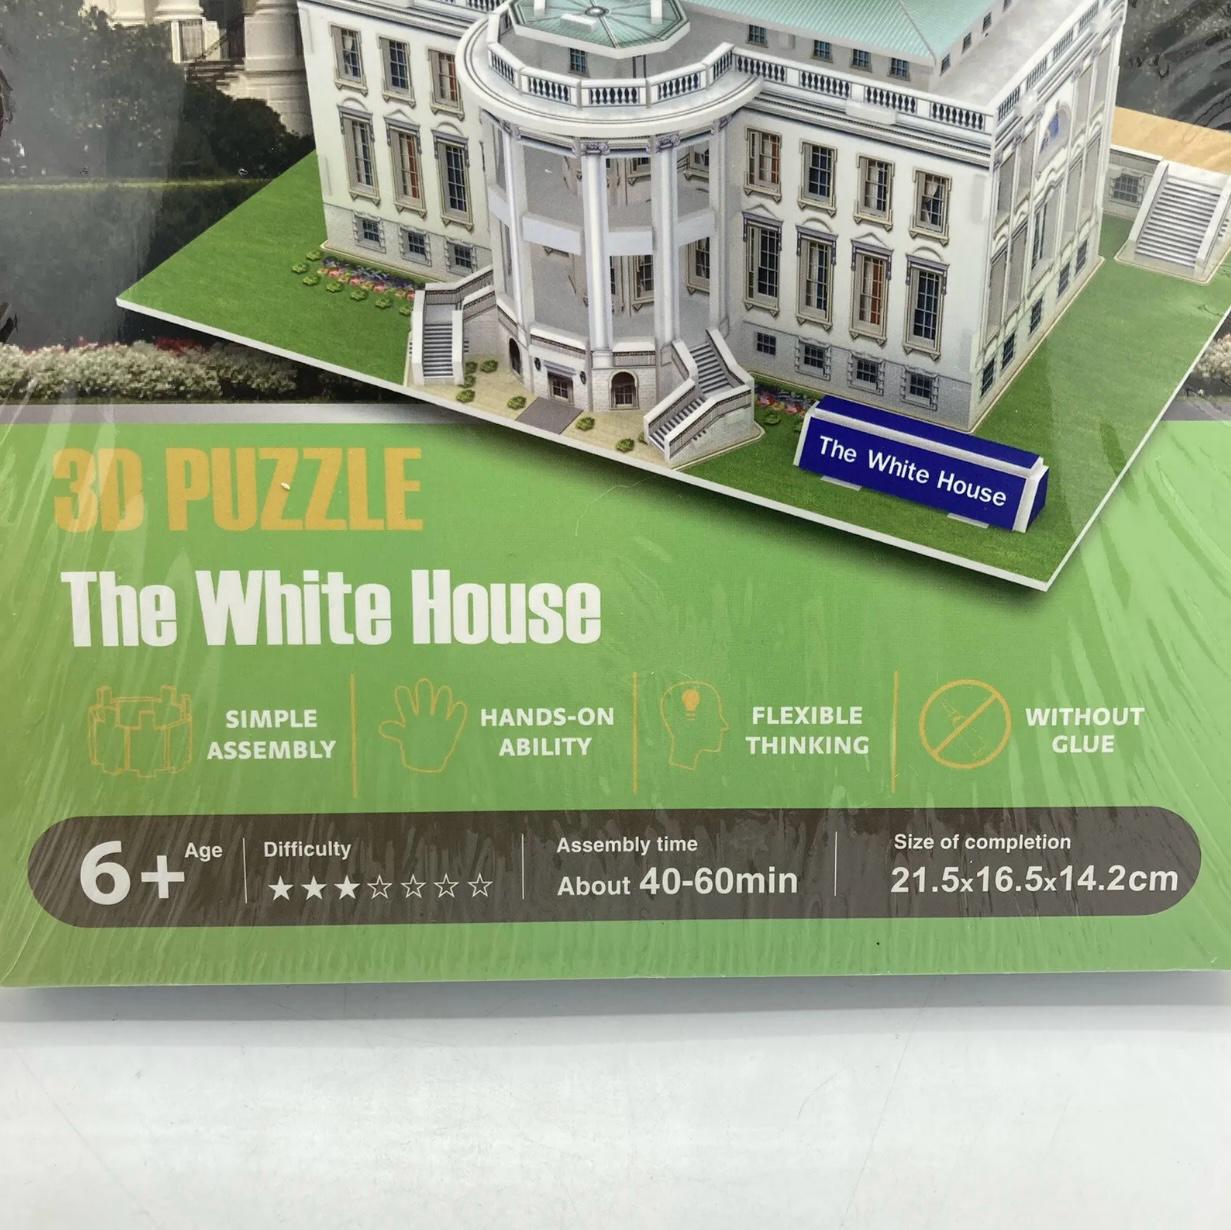 The White House
3D PUZZLE
The White House
SIMPLE
ASSEMBLY
HANDS-ON
ABILITY
FLEXIBLE
THINKING
WITHOUT
GLUE
6+ Age
Difficulty
★★★☆☆☆☆
Assembly time
About 40-60min
Size of completion
21.5x16.5x14.2cm